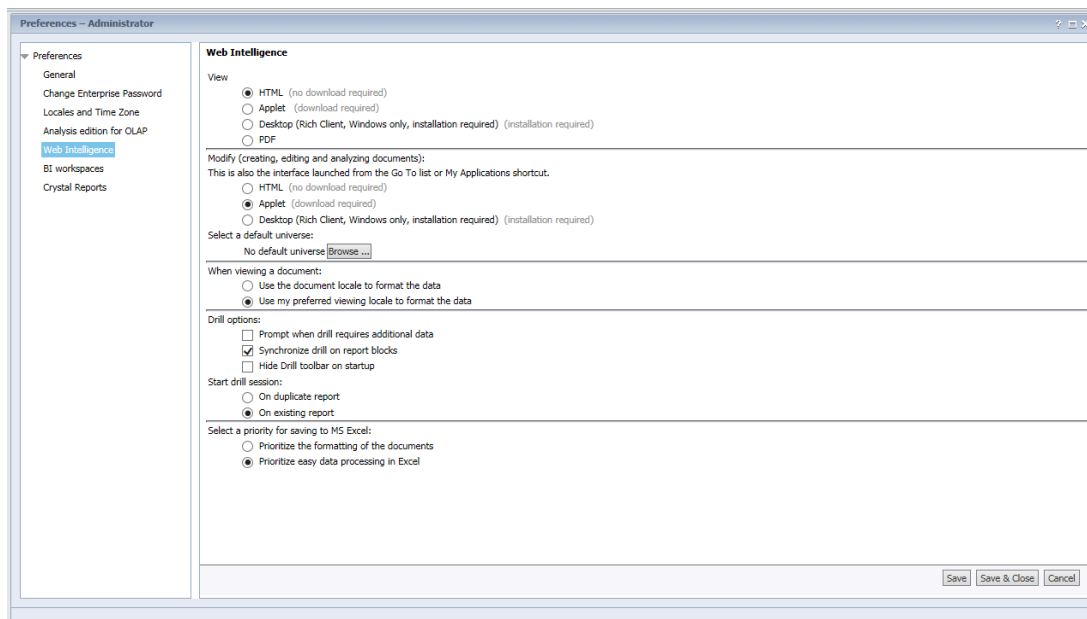 Preferences – Administrator
?
Preferences
General
Change Enterprise Password
Locales and Time Zone
Analysis edition for OLAP
Web Intelligence
BI workspaces
Crystal Reports
Web Intelligence
View
HTML (no download required)
Applet (download required)
Desktop (Rich Client, Windows only, installation required) (installation required)
PDF
Modify (creating, editing and analyzing documents):
This is also the interface launched from the Go To list or My Applications shortcut.
HTML (no download required)
Applet (download required)
Desktop (Rich Client, Windows only, installation required) (installation required)
Select a default universe:
No default universe Browse ...
When viewing a document:
Use the document locale to format the data
Use my preferred viewing locale to format the data
Drill options:
Prompt when drill requires additional data
Synchronize drill on report blocks
Hide Drill toolbar on startup
Start drill session:
On duplicate report
On existing report
Select a priority for saving to MS Excel:
Prioritize the formatting of the documents
Prioritize easy data processing in Excel
Save Save & Close Cancel